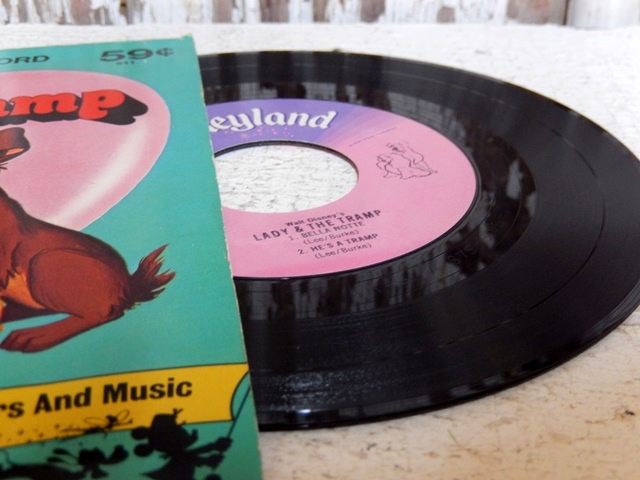 ORD 59¢
amp
rs And Music
eyland
Walt Disney's
LADY & THE TRAMP
1. BELLA NOTTE
(Lee/Burke)
2. HE'S A TRAMP
(Lee/Burke)